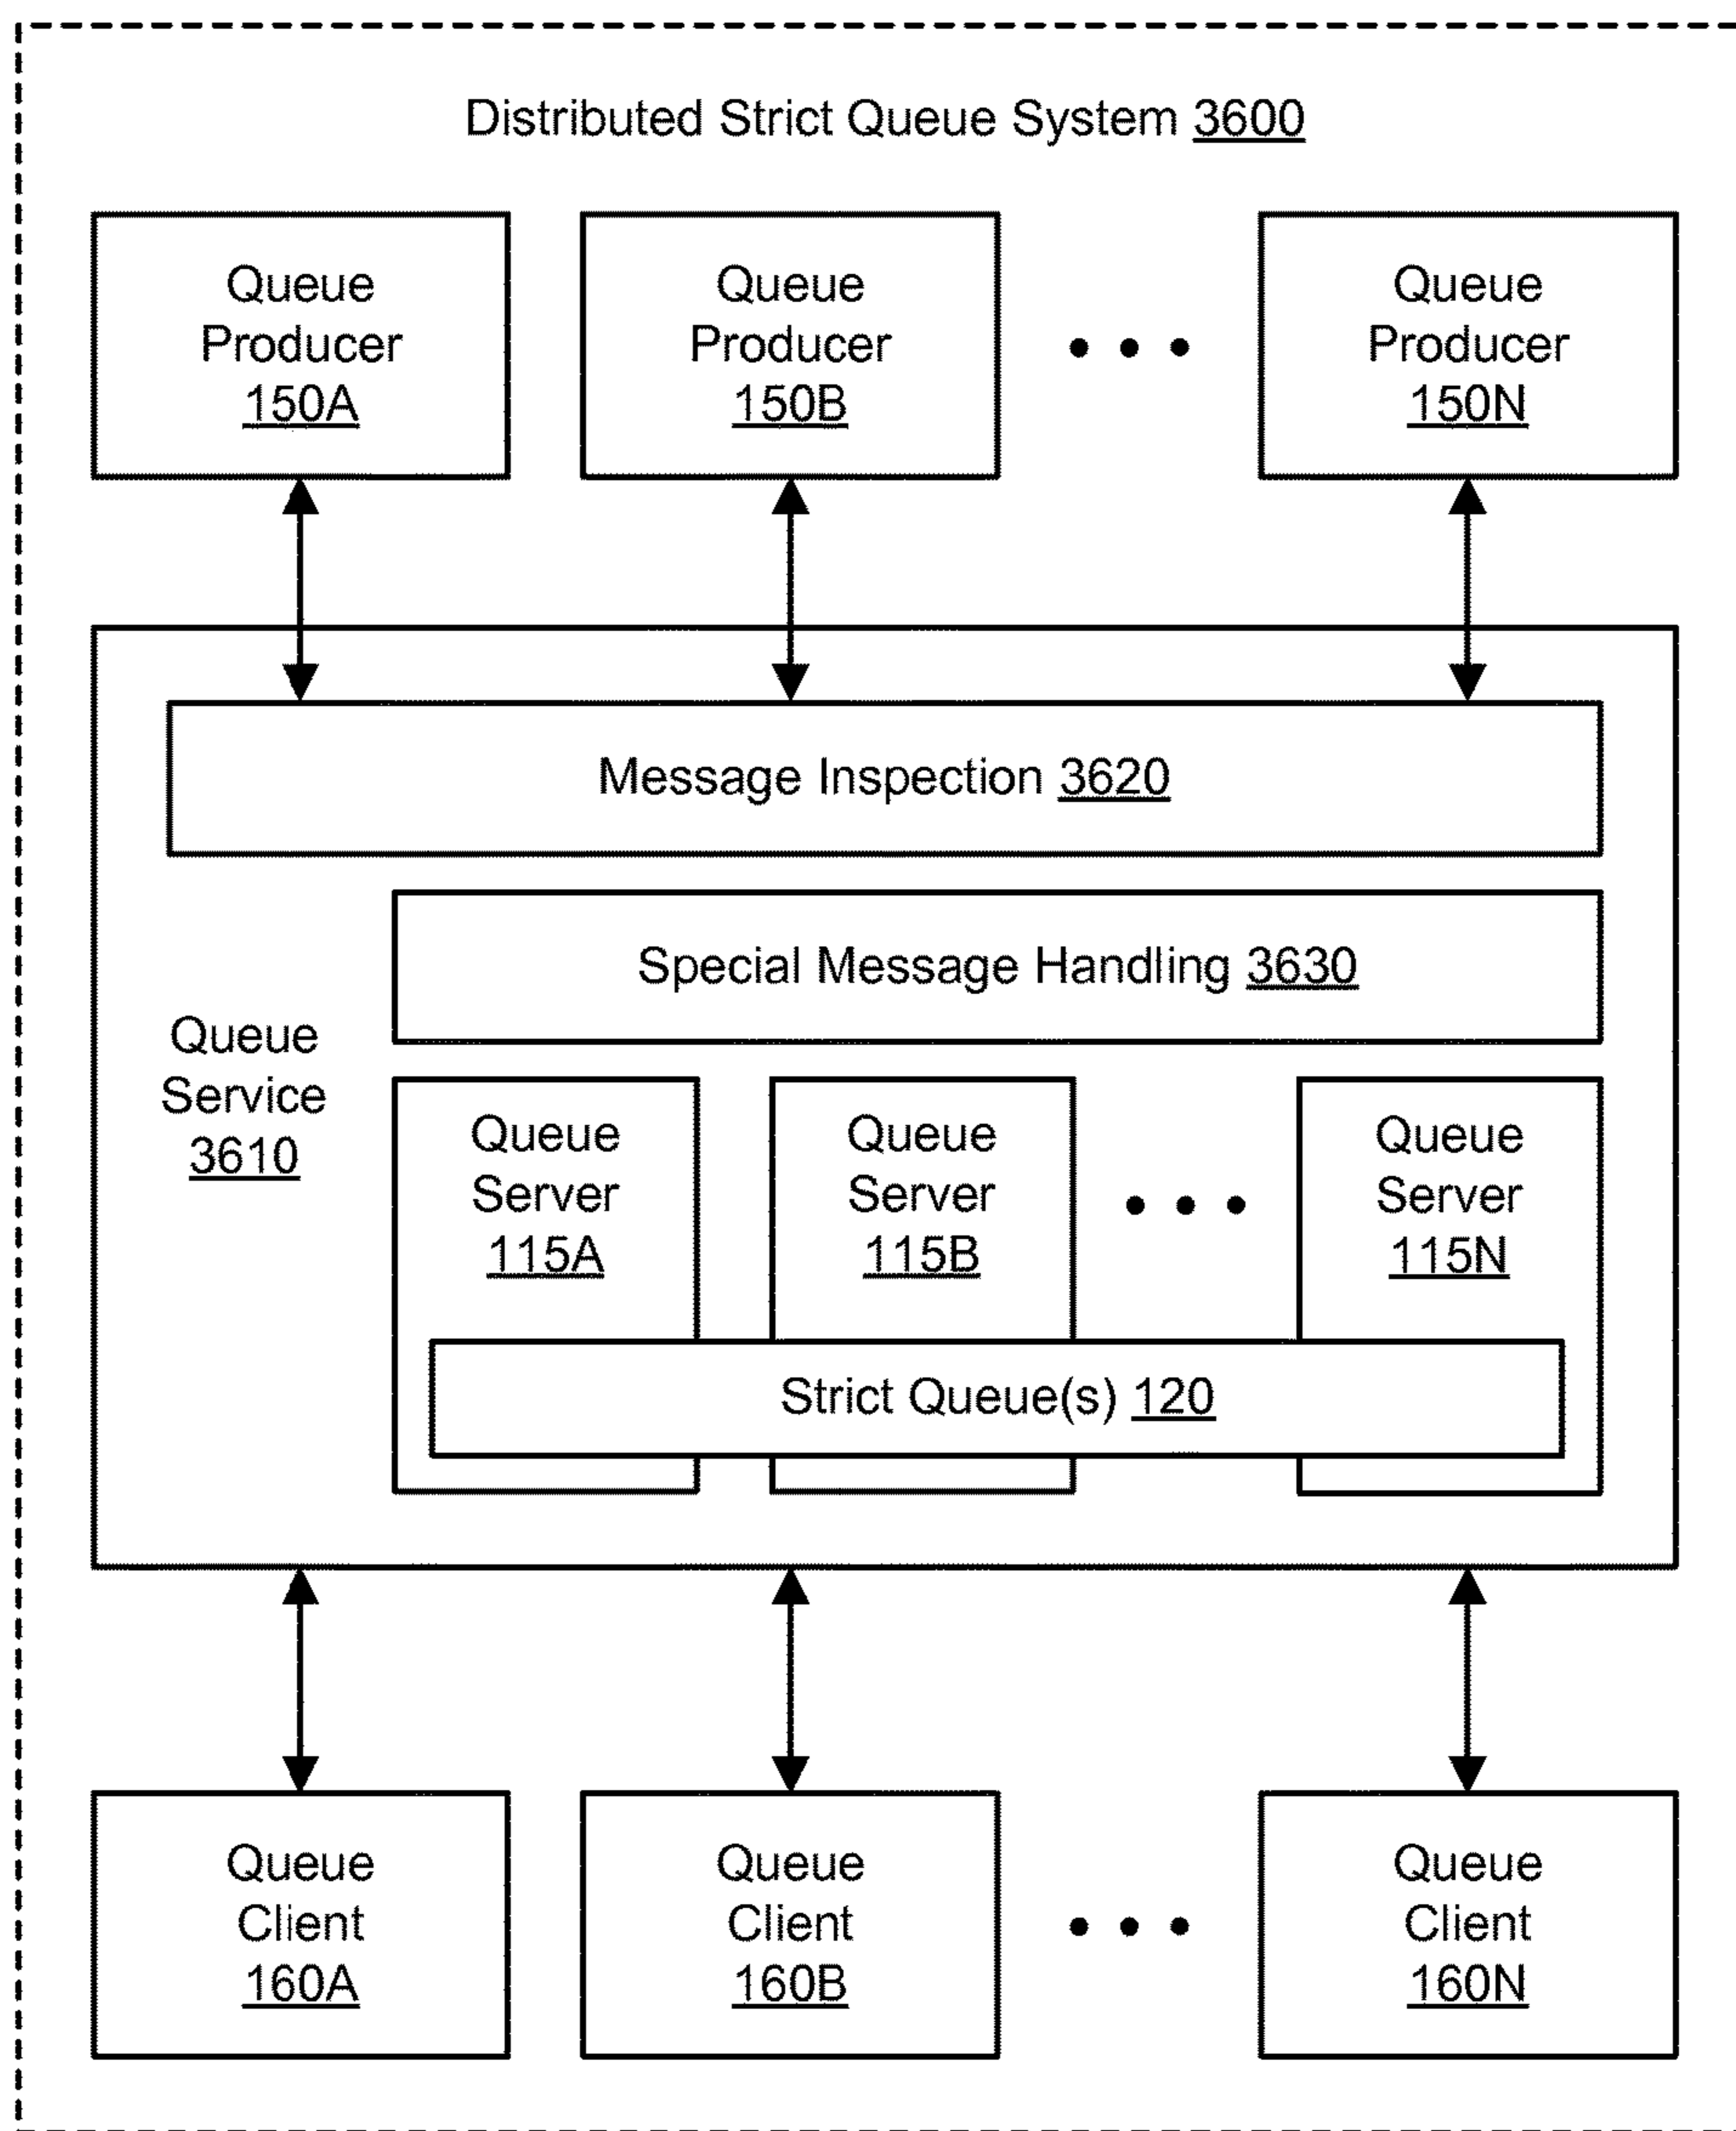 Distributed Strict Queue System 3600
Queue
Producer
150A
Queue
Producer
150B
Queue
Producer
150N
Message Inspection 3620
Special Message Handling 3630
Queue
Service
3610
Queue
Server
115A
Queue
Server
115B
Queue
Server
115N
Strict Queue(s) 120
Queue
Client
160A
Queue
Client
160B
Queue
Client
160N